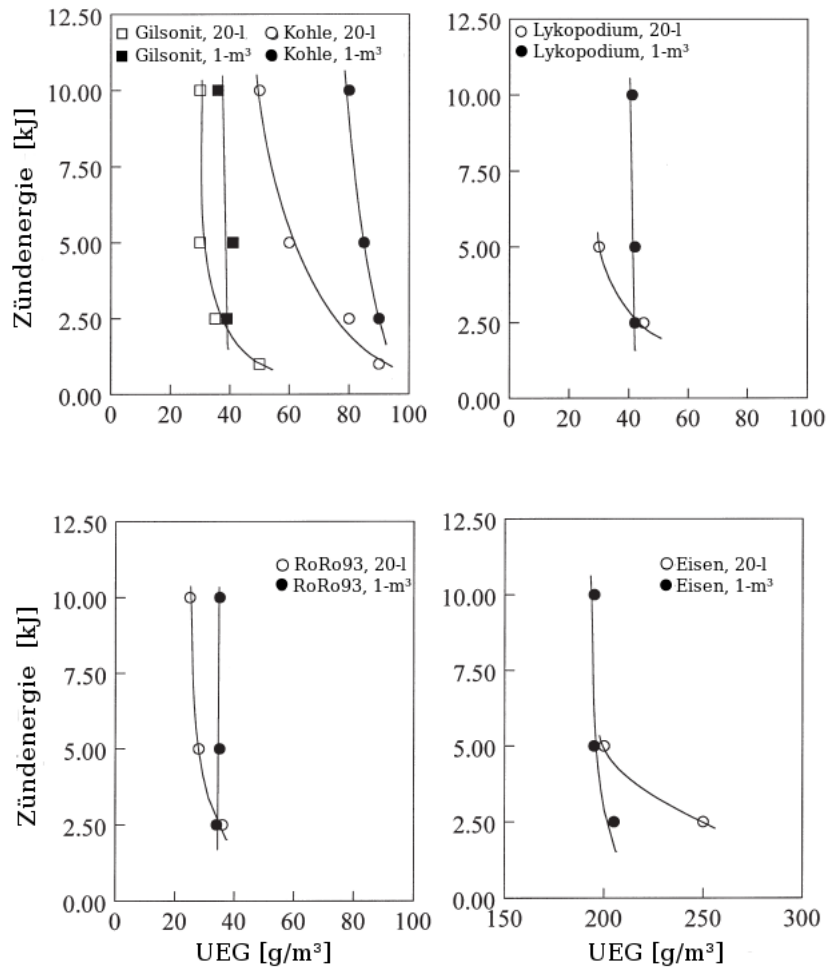 12.50
Gilsonit, 20-l Kohle, 20-l
Gilsonit, 1-m³ Kohle, 1-m³
10.00
7.50
5.00
2.50
0.00
0 20 40 60 80 100
Zündenergie [kJ]
12.50
Lykopodium, 20-l
Lykopodium, 1-m³
10.00
7.50
5.00
2.50
0.00
0 20 40 60 80 100
12.50
RoRo93, 20-l
RoRo93, 1-m³
10.00
7.50
5.00
2.50
0.00
0 20 40 60 80 100
Zündenergie [kJ]
UEG [g/m³]
12.50
Eisen, 20-l
Eisen, 1-m³
10.00
7.50
5.00
2.50
0.00
150 200 250 300
UEG [g/m³]